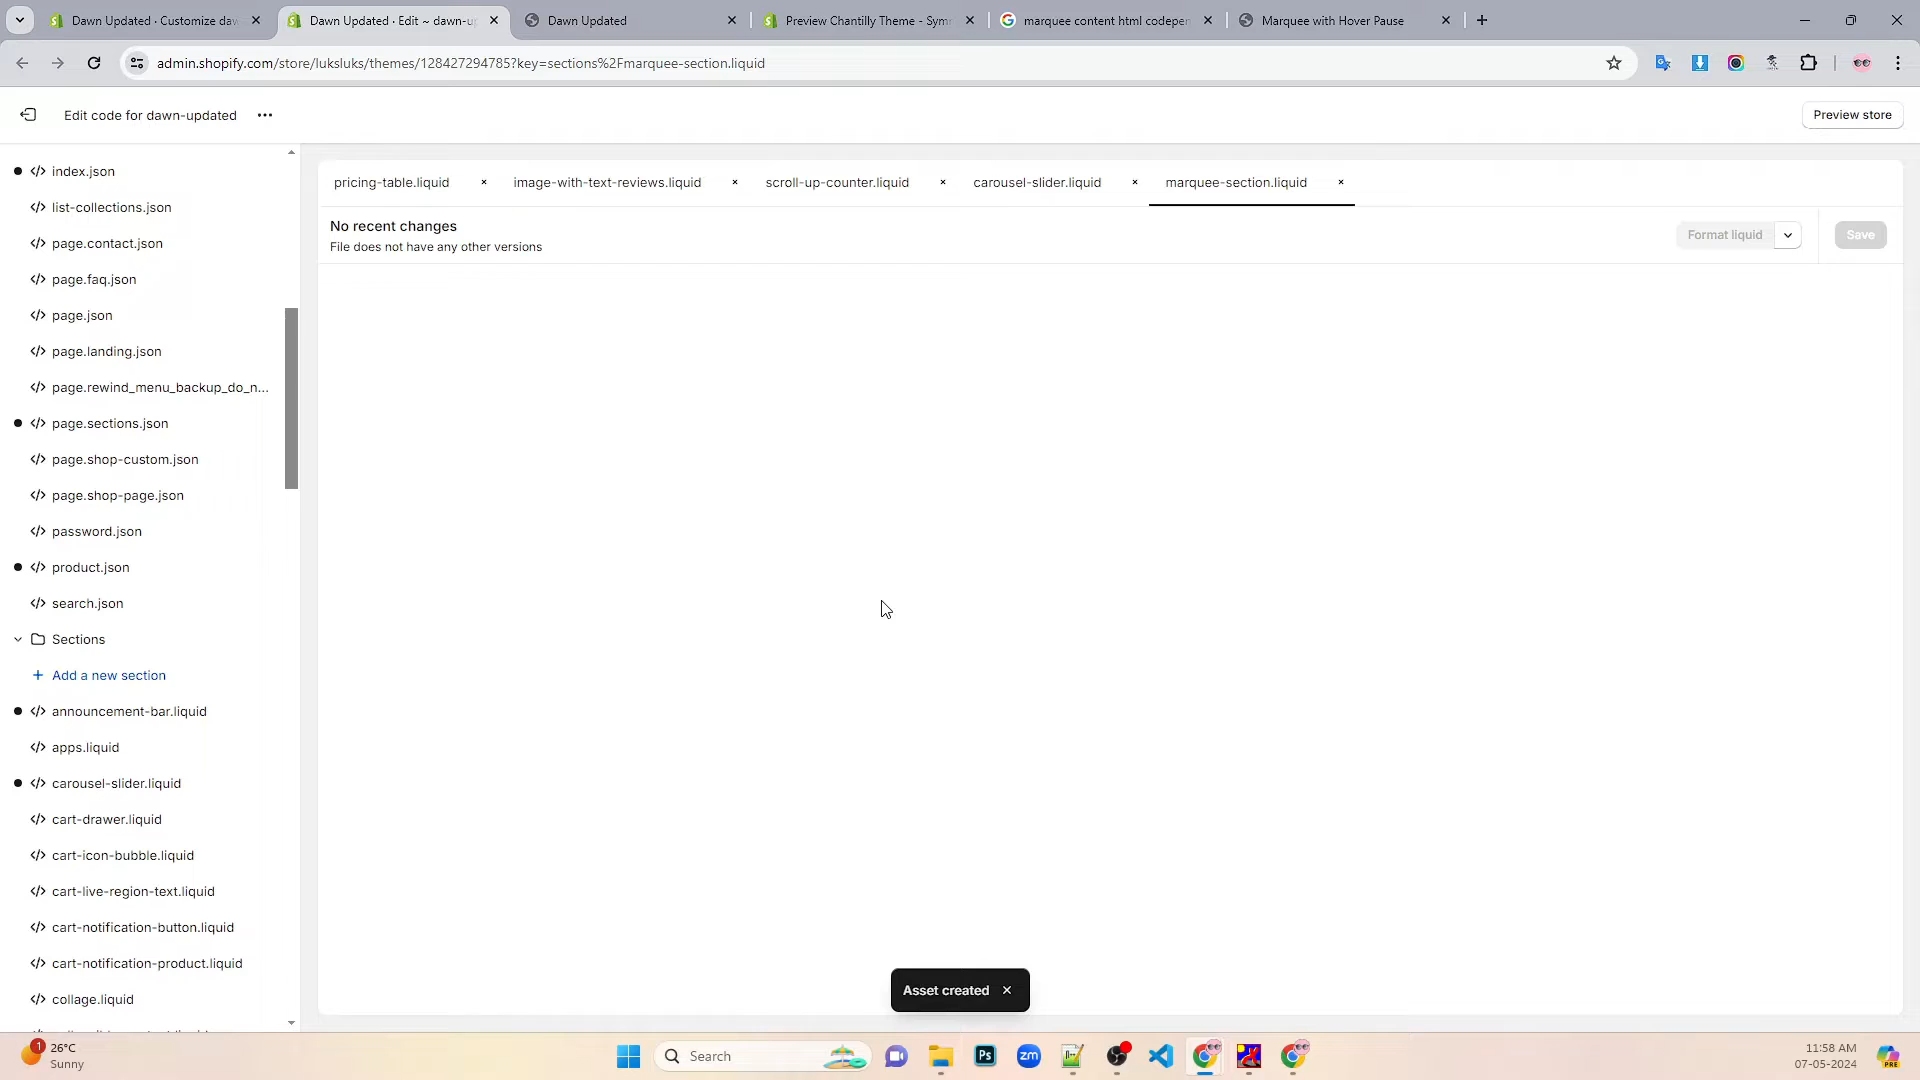 Dawn Updated · Customize daw
Dawn Updated · Edit ~ dawn-up
Dawn Updated
Preview Chantilly Theme - Symm
marquee content html codepen
Marquee with Hover Pause
admin.shopify.com/store/luksluks/themes/128427294785?key=sections%2Fmarquee-section.liquid
Edit code for dawn-updated
Preview store
index.json
list-collections.json
page.contact.json
page.faq.json
page.json
page.landing.json
page.rewind_menu_backup_do_n...
page.sections.json
page.shop-custom.json
page.shop-page.json
password.json
product.json
search.json
Sections
Add a new section
announcement-bar.liquid
apps.liquid
carousel-slider.liquid
cart-drawer.liquid
cart-icon-bubble.liquid
cart-live-region-text.liquid
cart-notification-button.liquid
cart-notification-product.liquid
collage.liquid
pricing-table.liquid
image-with-text-reviews.liquid
scroll-up-counter.liquid
carousel-slider.liquid
marquee-section.liquid
No recent changes
File does not have any other versions
Format liquid
Save
Asset created
1
26°C
Sunny
Search
Ps
zm
PRE
11:58 AM
07-05-2024